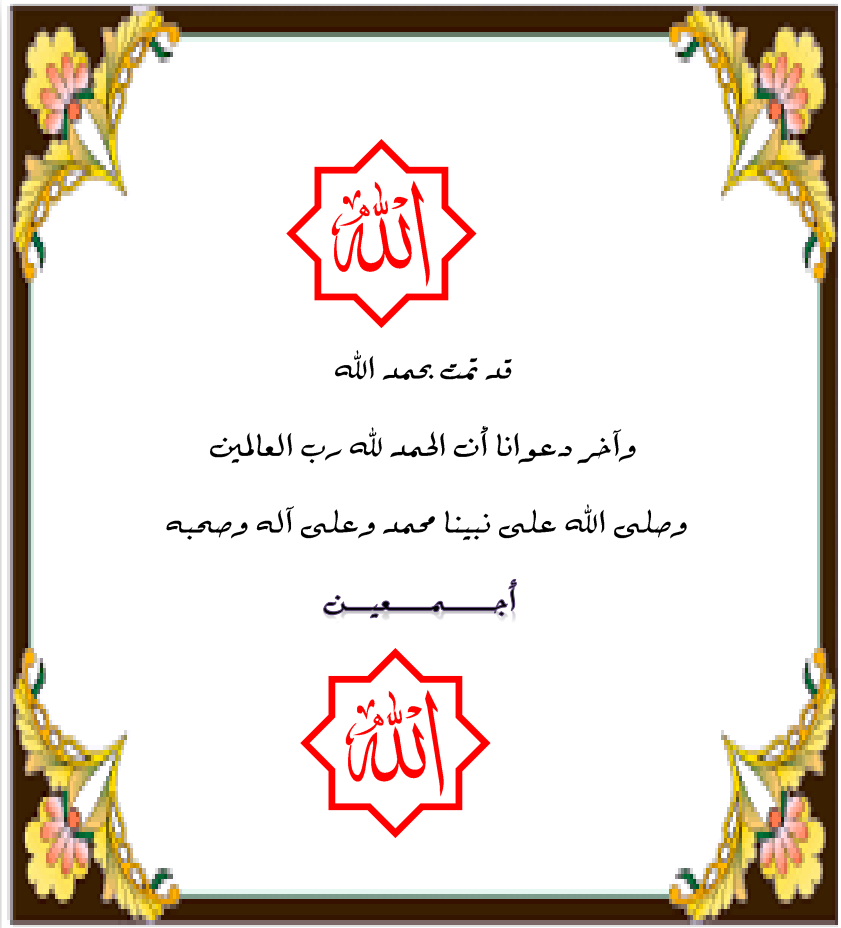 الله
قد تمت بحمد الله
وآخر دعوانا أن الحمد لله رب العالمين
وصلى الله على نبينا محمد وعلى آله وصحبه
أجـــمـــعيـــن
الله